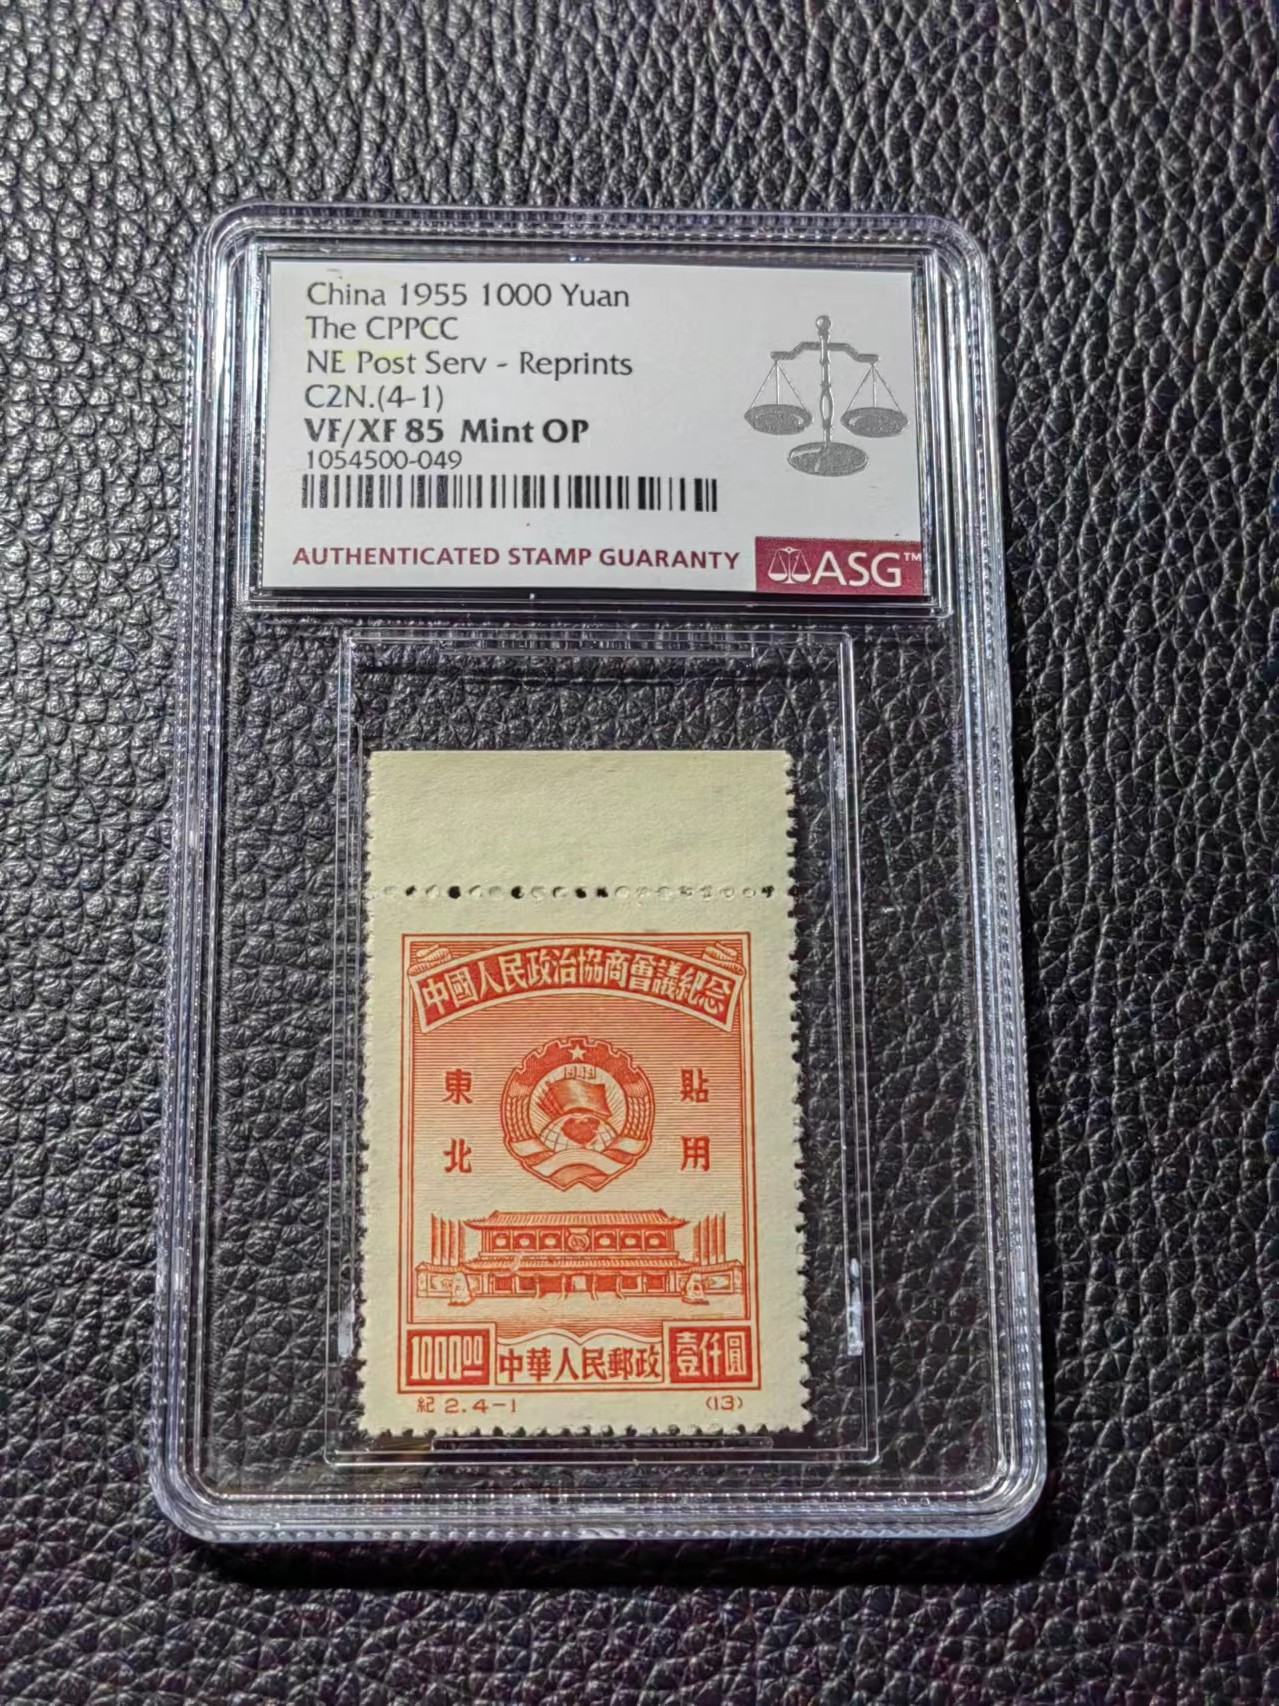 China 1955 1000 Yuan
The CPPCC
NE Post Serv - Reprints
C2N.(4-1)
VF/XF 85 Mint OP
1054500-049
AUTHENTICATED STAMP GUARANTY
ASG™
中國人民政治協商會議紀念
1949
東北
貼用
100000
中華人民郵政
壹仟圓
紀2.4-1
(13)